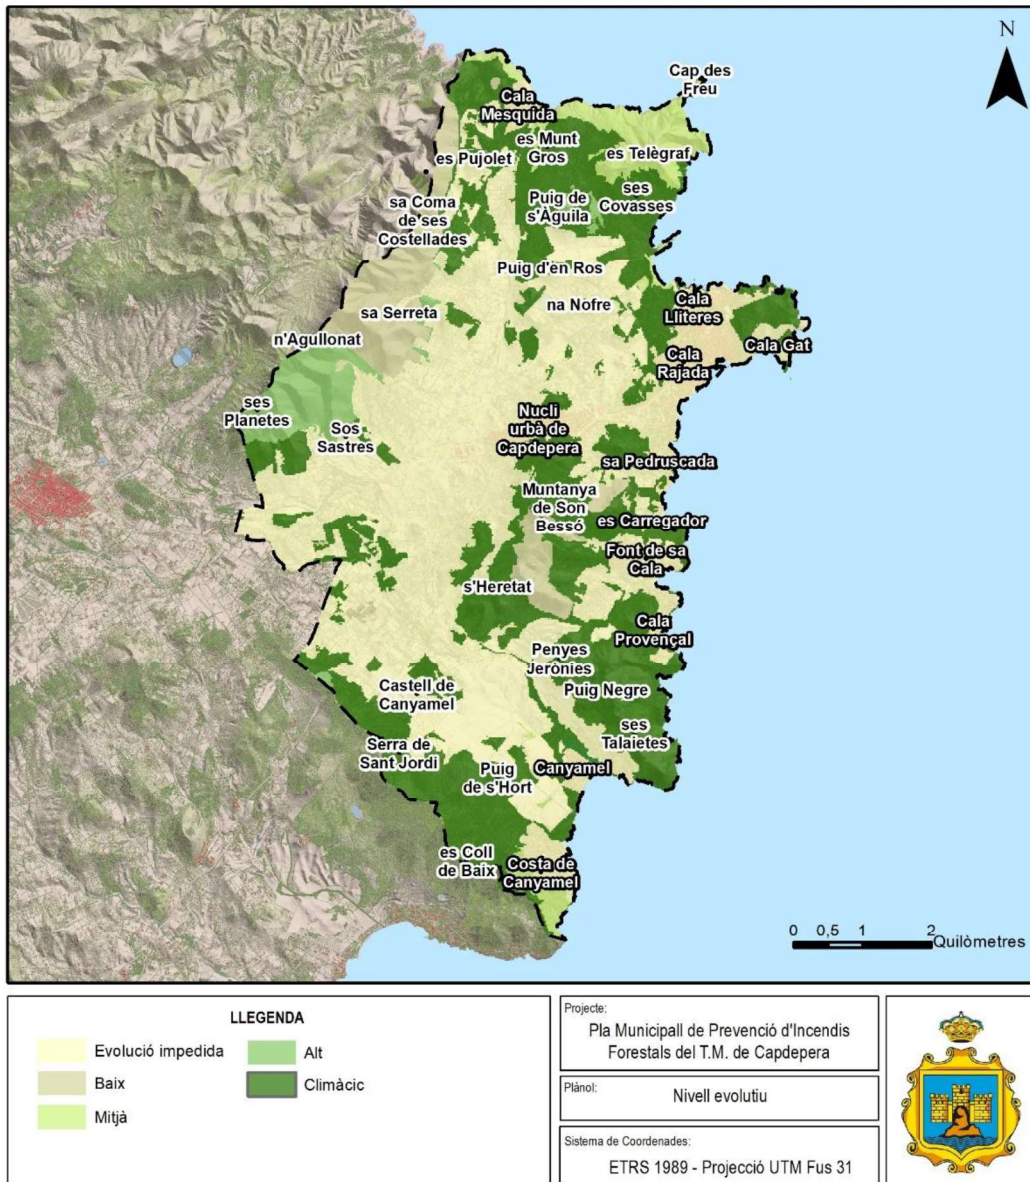 N
Cap des
Freu
Cala
Mesquida
es Munt
Gros
es Pujolet
es Telègraf
ses
Covasses
Puig de
s'Àguila
sa Coma
de ses
Costellades
Puig d'en Ros
na Nofre
Cala
Lliteres
sa Serreta
n'Agullonat
Cala Gat
Cala
Rajada
ses
Planetes
Sos
Sastres
Nucli
urbà de
Capdepera
sa Pedruscada
Muntanya
de Son
Bessó
es Carregador
Font de sa
Cala
s'Heretat
Cala
Provençal
Penyes
Jerònies
Puig Negre
Castell de
Canyamel
ses
Talaietes
Serra de
Sant Jordi
Puig
de s'Hort
Canyamel
es Coll
de Baix
Costa de
Canyamel
0 0,5 1 2
Quilòmetres
LLEGENDA
Evolució impedida
Baix
Mitjà
Alt
Climàcic
Projecte:
Pla Municipall de Prevenció d'Incendis
Forestals del T.M. de Capdepera
Plànol:
Nivell evolutiu
Sistema de Coordenades:
ETRS 1989 - Projecció UTM Fus 31